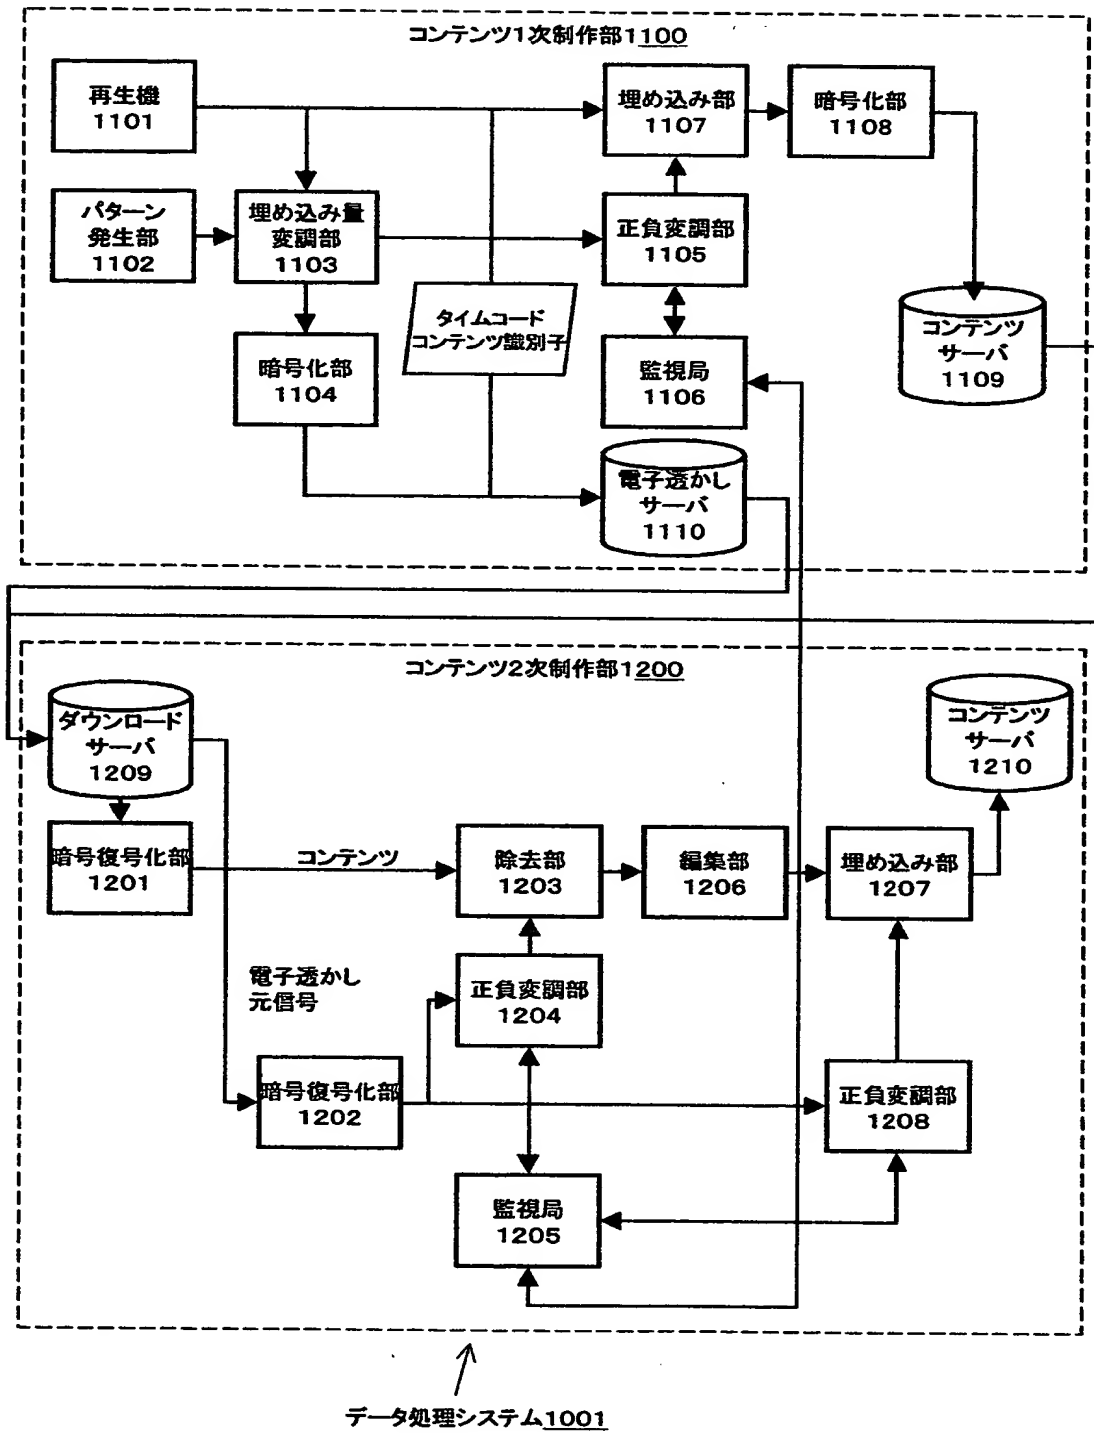 コンテンツ1次制作部1100
再生機
1101
埋め込み部
1107
暗号化部
1108
パターン
発生部
1102
埋め込み量
変調部
1103
正負変調部
1105
タイムコード
コンテンツ識別子
暗号化部
1104
監視局
1106
コンテンツ
サーバ
1109
電子透かし
サーバ
1110
コンテンツ2次制作部1200
ダウンロード
サーバ
1209
コンテンツ
サーバ
1210
暗号復号化部
1201
コンテンツ
除去部
1203
編集部
1206
埋め込み部
1207
電子透かし
元信号
正負変調部
1204
暗号復号化部
1202
正負変調部
1208
監視局
1205
データ処理システム1001